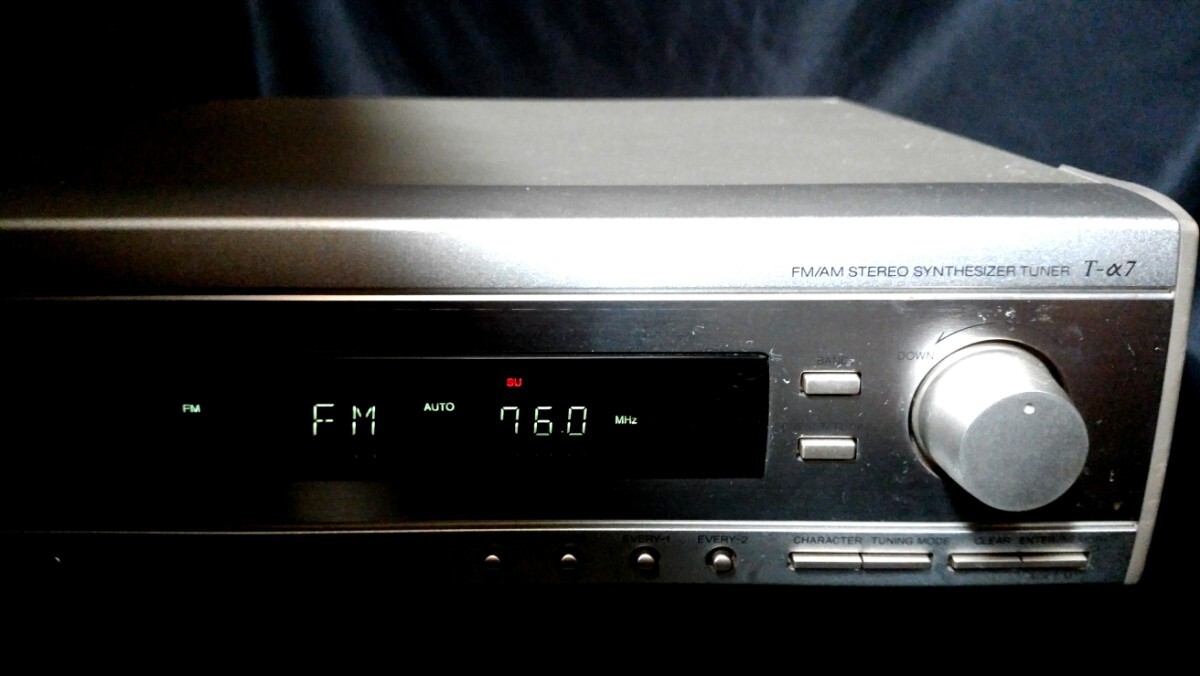 FM/AM STEREO SYNTHESIZER TUNER T-α7
BAND
DOWN
SU
FM FM AUTO 76.0 MHz
EVERY-1 EVERY-2 CHARACTER TUNING MODE CLEAR ENTER